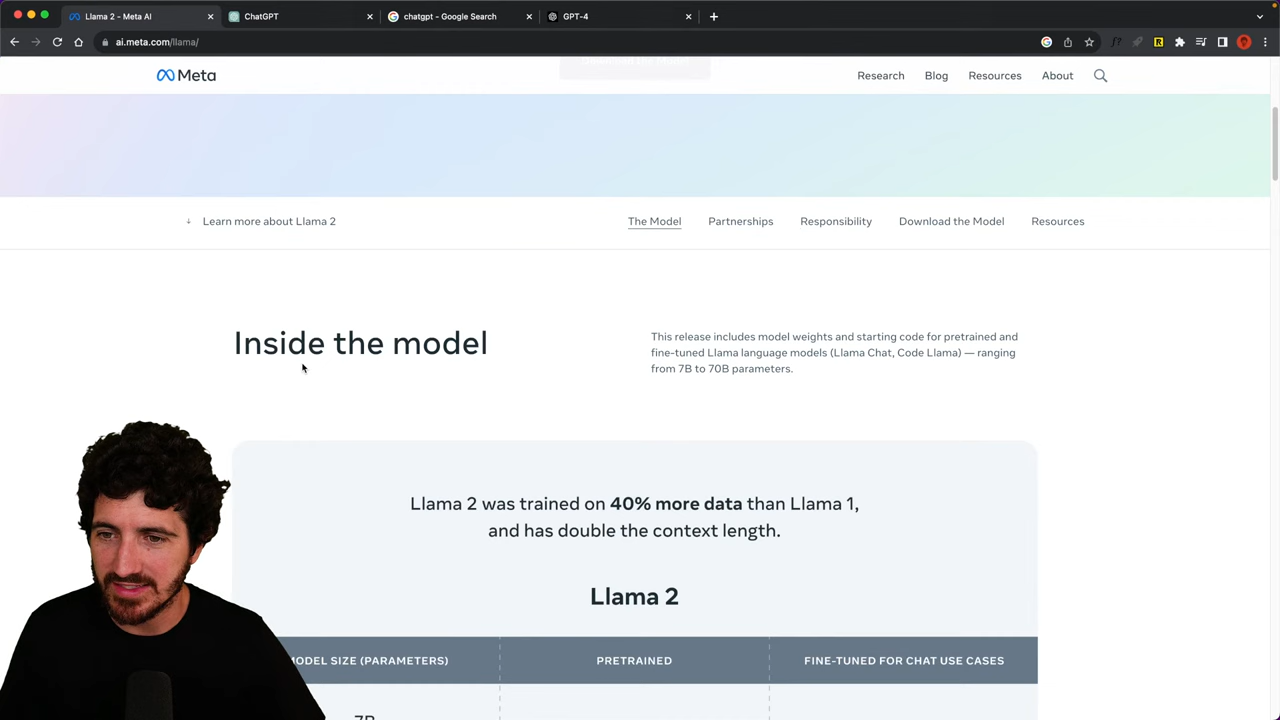 Llama 2 - Meta AI
ChatGPT
chatgpt - Google Search
GPT-4
ai.meta.com/llama/
Meta
Research
Blog
Resources
About
Learn more about Llama 2
The Model
Partnerships
Responsibility
Download the Model
Resources
Inside the model
This release includes model weights and starting code for pretrained and
fine-tuned Llama language models (Llama Chat, Code Llama) — ranging
from 7B to 70B parameters.
Llama 2 was trained on 40% more data than Llama 1,
and has double the context length.
Llama 2
MODEL SIZE (PARAMETERS)
PRETRAINED
FINE-TUNED FOR CHAT USE CASES
7B